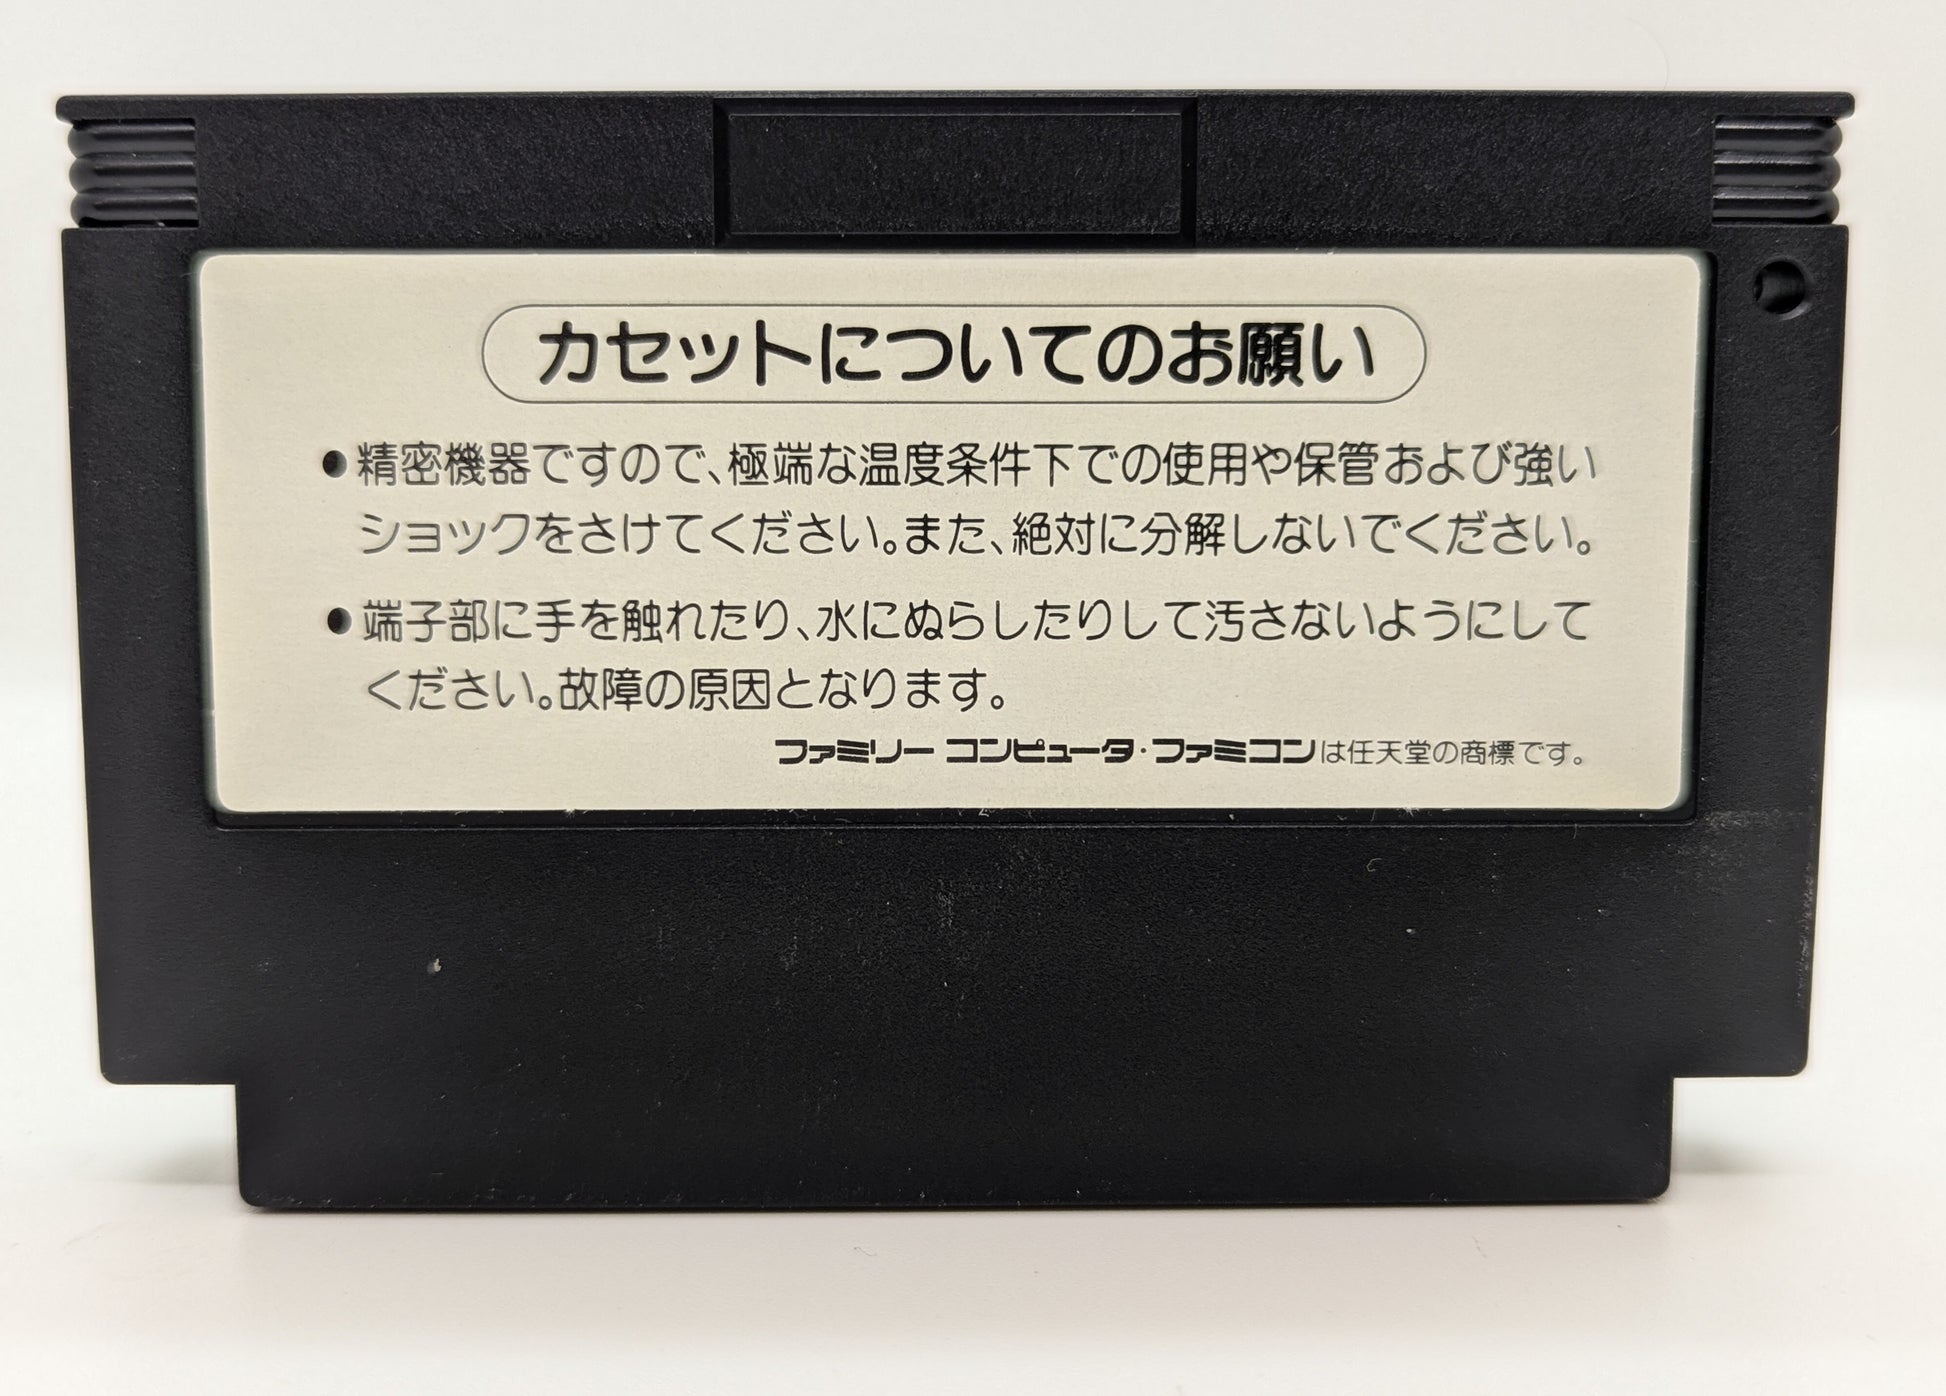 カセットについてのお願い
●精密機器ですので、極端な温度条件下での使用や保管および強い
ショックをさけてください。また、絶対に分解しないでください。
●端子部に手を触れたり、水にぬらしたりして汚さないようにして
ください。故障の原因となります。
ファミリー コンピュータ・ファミコンは任天堂の商標です。